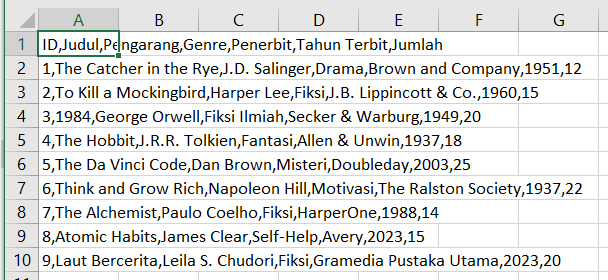 A B C D E F G
1 ID,Judul,Pengarang,Genre,Penerbit,Tahun Terbit,Jumlah
2 1,The Catcher in the Rye,J.D. Salinger,Drama,Brown and Company,1951,12
3 2,To Kill a Mockingbird,Harper Lee,Fiksi,J.B. Lippincott & Co.,1960,15
4 3,1984,George Orwell,Fiksi Ilmiah,Secker & Warburg,1949,20
5 4,The Hobbit,J.R.R. Tolkien,Fantasi,Allen & Unwin,1937,18
6 5,The Da Vinci Code,Dan Brown,Misteri,Doubleday,2003,25
7 6,Think and Grow Rich,Napoleon Hill,Motivasi,The Ralston Society,1937,22
8 7,The Alchemist,Paulo Coelho,Fiksi,HarperOne,1988,14
9 8,Atomic Habits,James Clear,Self-Help,Avery,2023,15
10 9,Laut Bercerita,Leila S. Chudori,Fiksi,Gramedia Pustaka Utama,2023,20